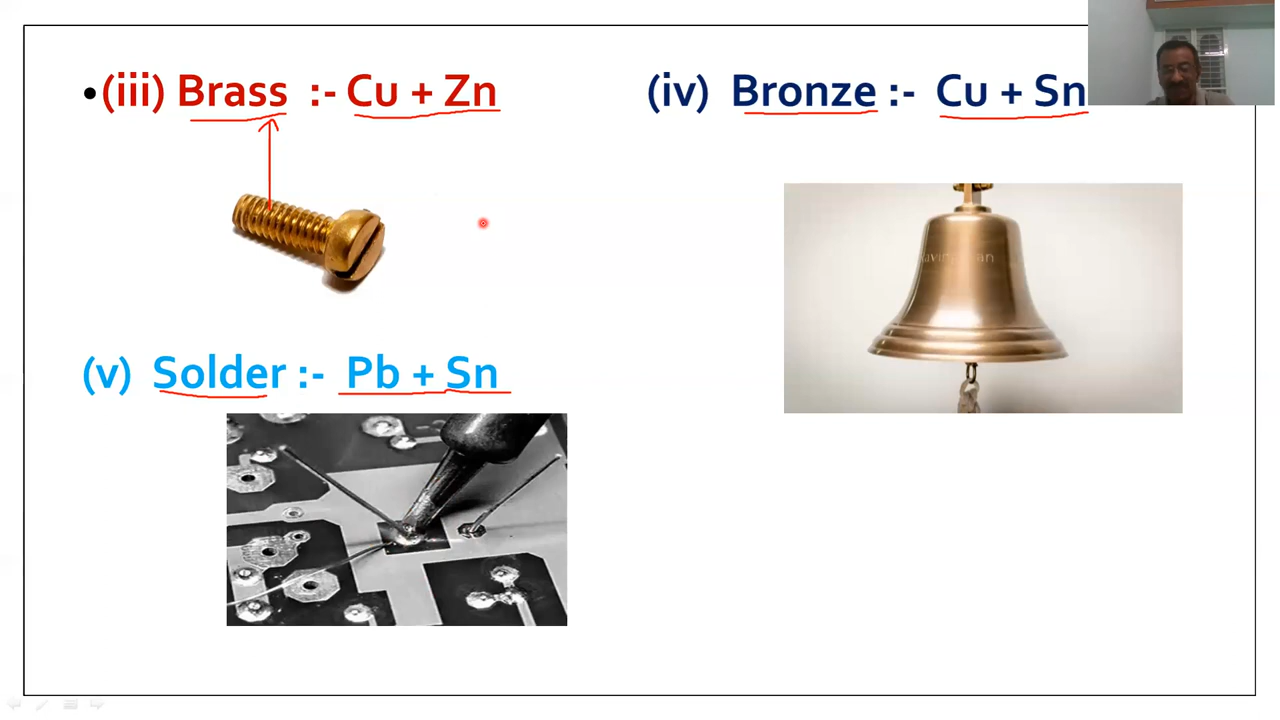 •(iii) Brass :- Cu + Zn
(iv) Bronze :- Cu + Sn
(v) Solder :- Pb + Sn